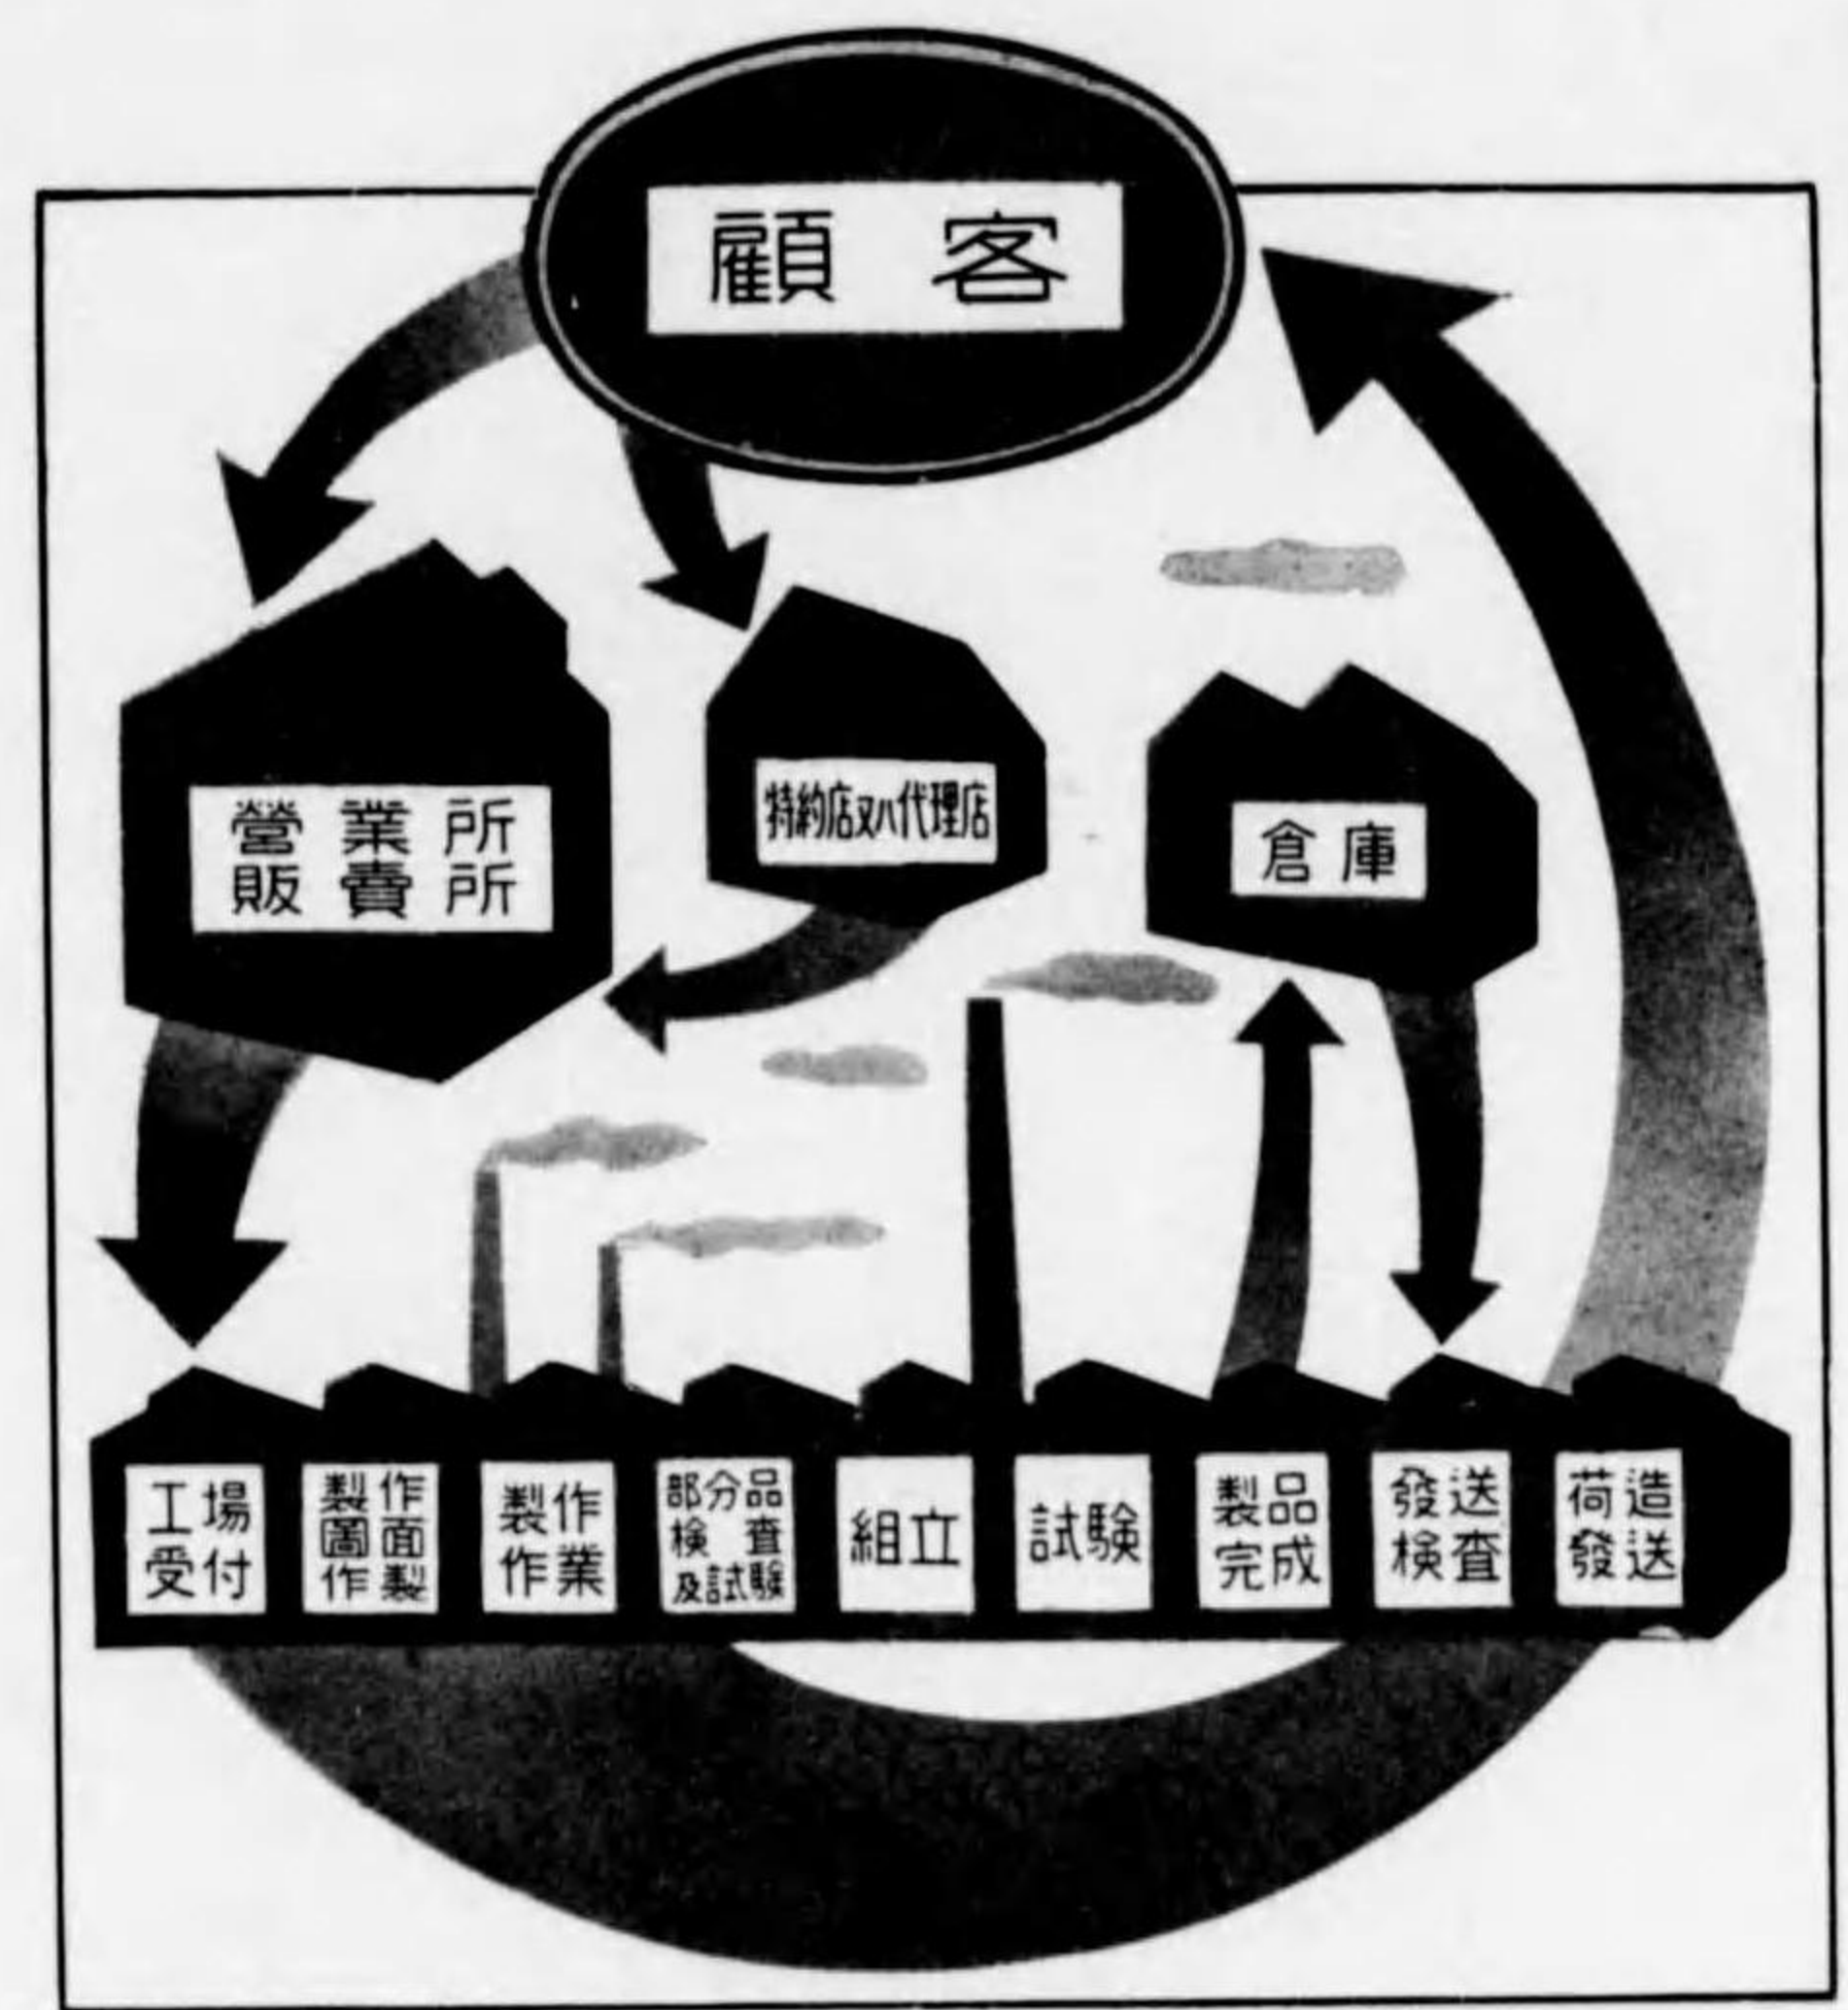 顧客
營業所
販賣所
特約店又ハ代理店
倉庫
工場
受付
製作
圖面
作製
製作
作業
部分品
検査
及試験
組立
試験
製品
完成
發送
検査
荷造
發送